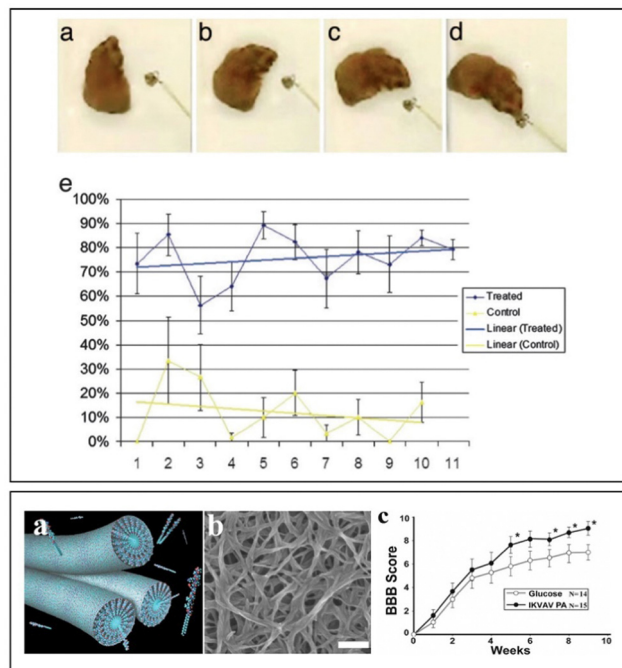 a b c d
e
100%
90%
80%
70%
60%
50%
40%
30%
20%
10%
0%
1 2 3 4 5 6 7 8 9 10 11
Treated
Control
Linear (Treated)
Linear (Control)
a b c
BBB Score
10
8
6
4
2
0
* * * *
Glucose N=14
IKVAV PA N=15
0 2 4 6 8 10
Weeks